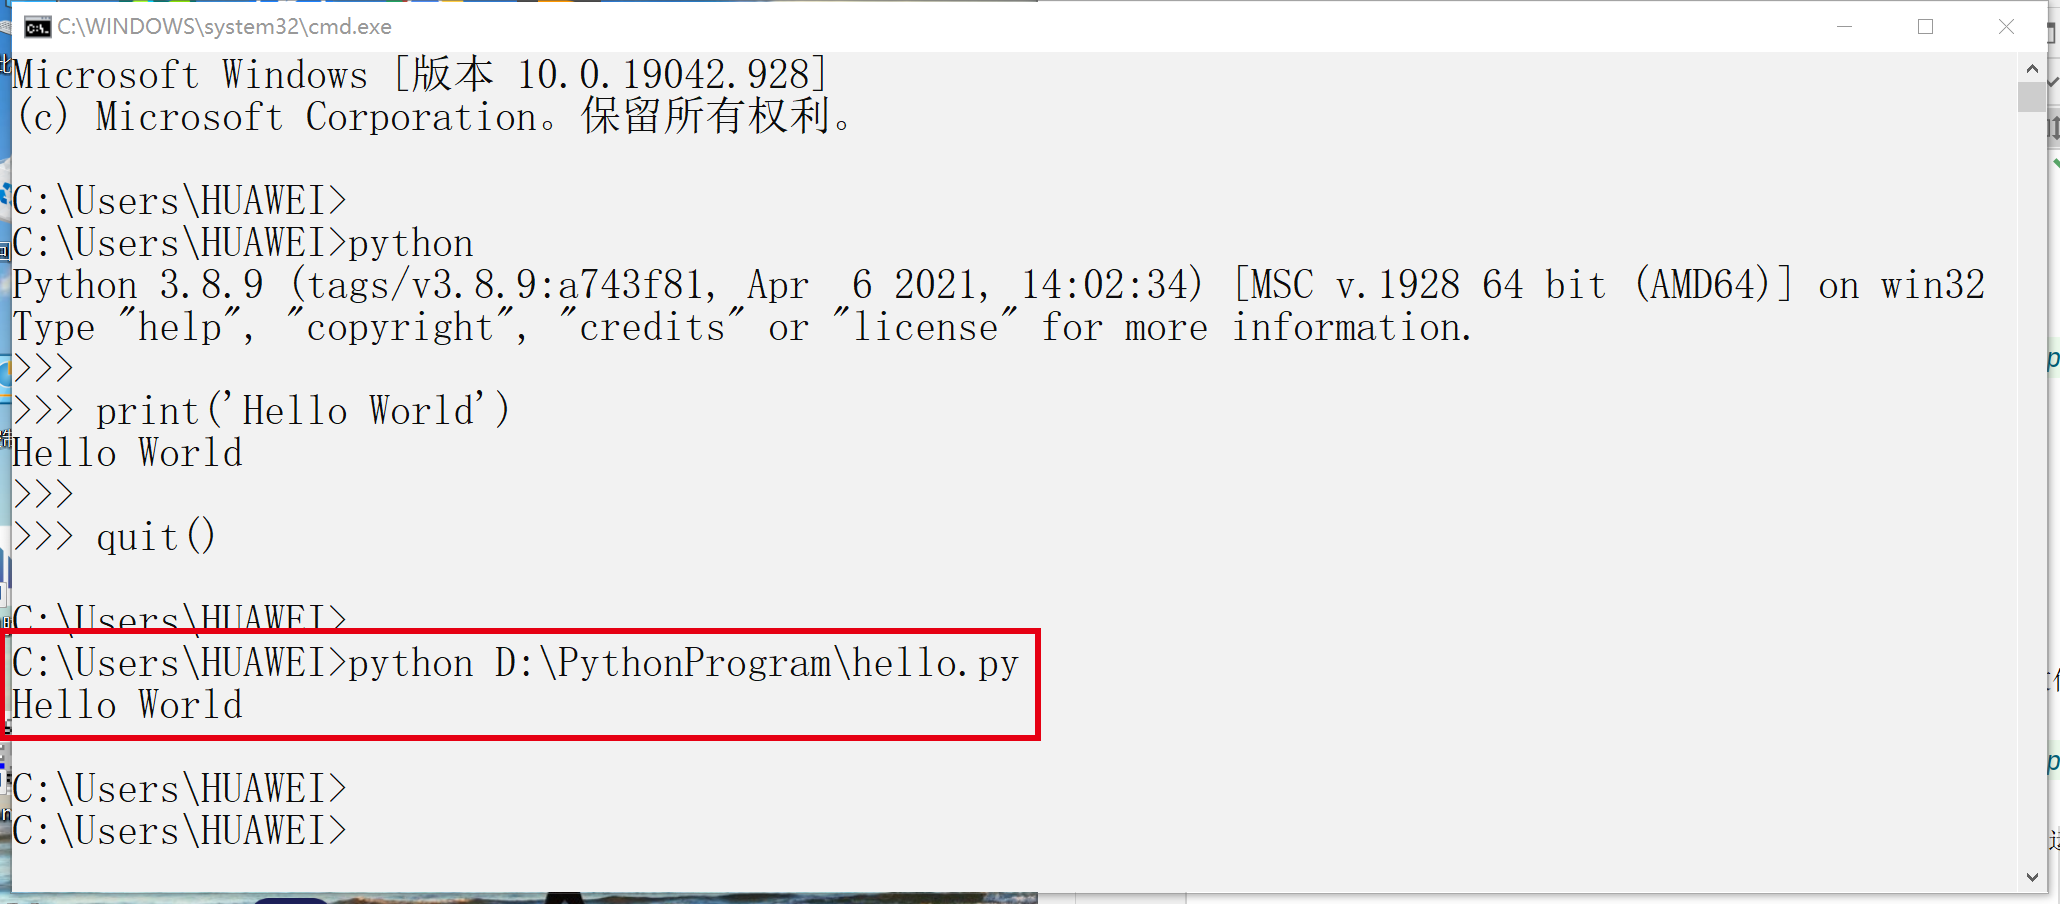 C:\WINDOWS\system32\cmd.exe
Microsoft Windows [版本 10.0.19042.928]
(c) Microsoft Corporation。保留所有权利。
C:\Users\HUAWEI>
C:\Users\HUAWEI>python
Python 3.8.9 (tags/v3.8.9:a743f81, Apr  6 2021, 14:02:34) [MSC v.1928 64 bit (AMD64)] on win32
Type "help", "copyright", "credits" or "license" for more information.
>>>
>>> print('Hello World')
Hello World
>>>
>>> quit()
C:\Users\HUAWEI>
C:\Users\HUAWEI>python D:\PythonProgram\hello.py
Hello World
C:\Users\HUAWEI>
C:\Users\HUAWEI>